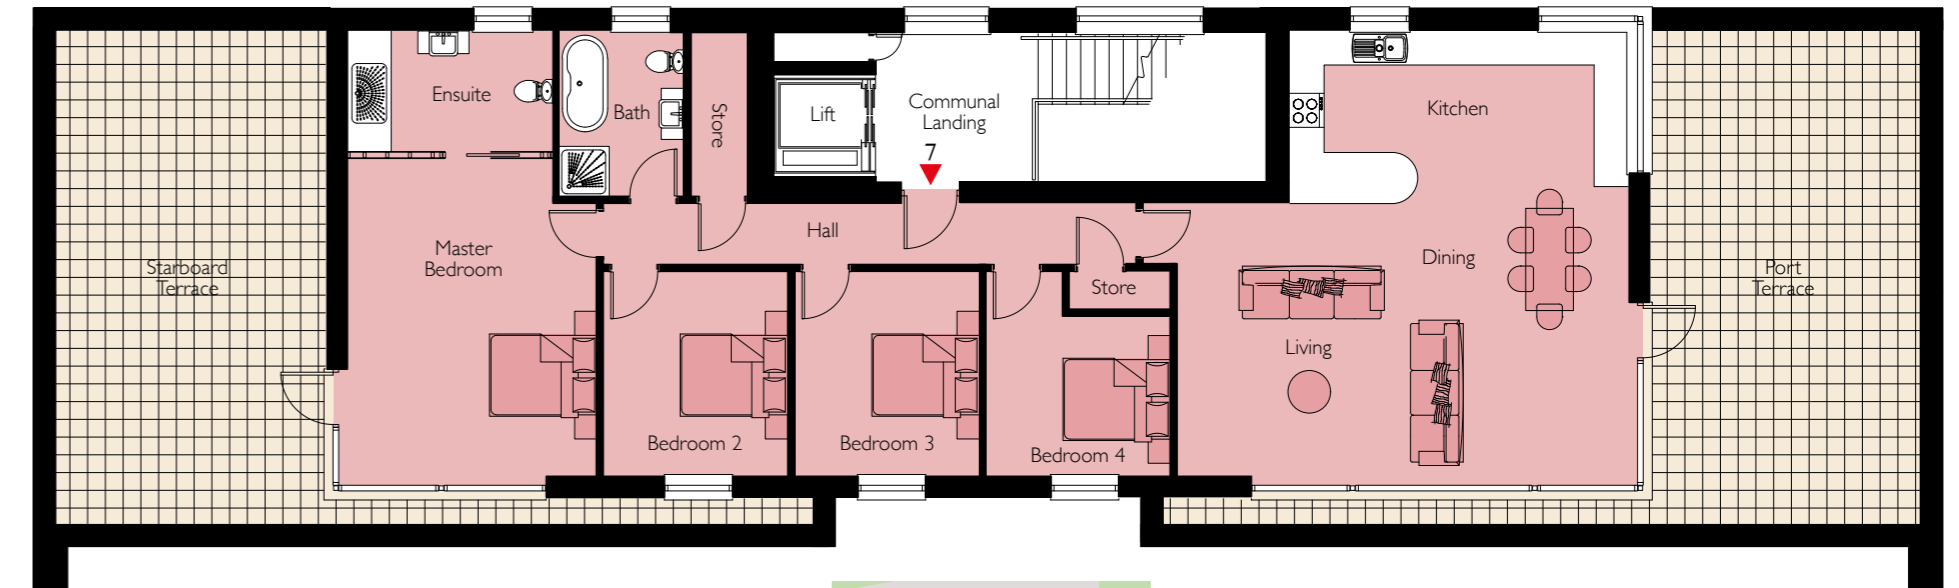 Ensuite
Bath
Store
Lift
Communal
Landing
7
Kitchen
Hall
Master
Bedroom
Starboard
Terrace
Store
Dining
Port
Terrace
Living
Bedroom 2
Bedroom 3
Bedroom 4